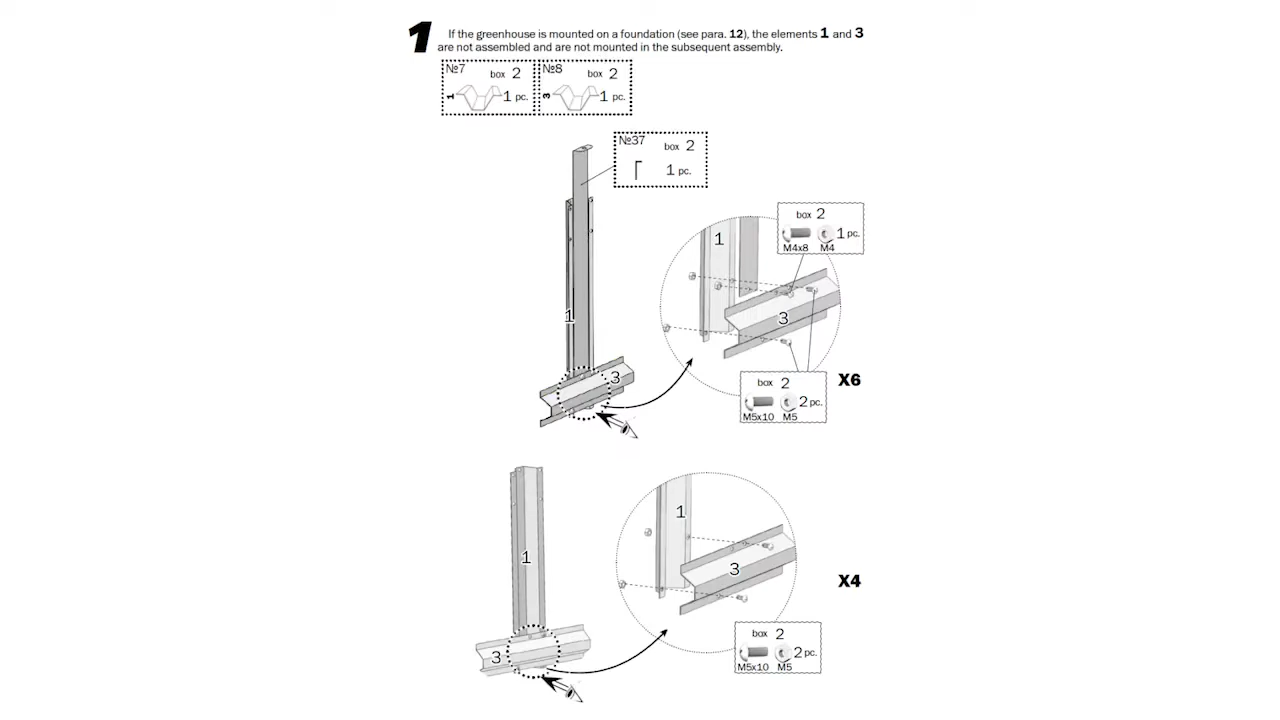 1
If the greenhouse is mounted on a foundation (see para. 12), the elements 1 and 3
are not assembled and are not mounted in the subsequent assembly.
№7 box 2
1 1 pc.
№8 box 2
3 1 pc.
№37 box 2
1 pc.
1
3
1
3
box 2
1 pc.
M4x8 M4
box 2
2 pc.
M5x10 M5
X6
1
3
1
3
X4
box 2
2 pc.
M5x10 M5